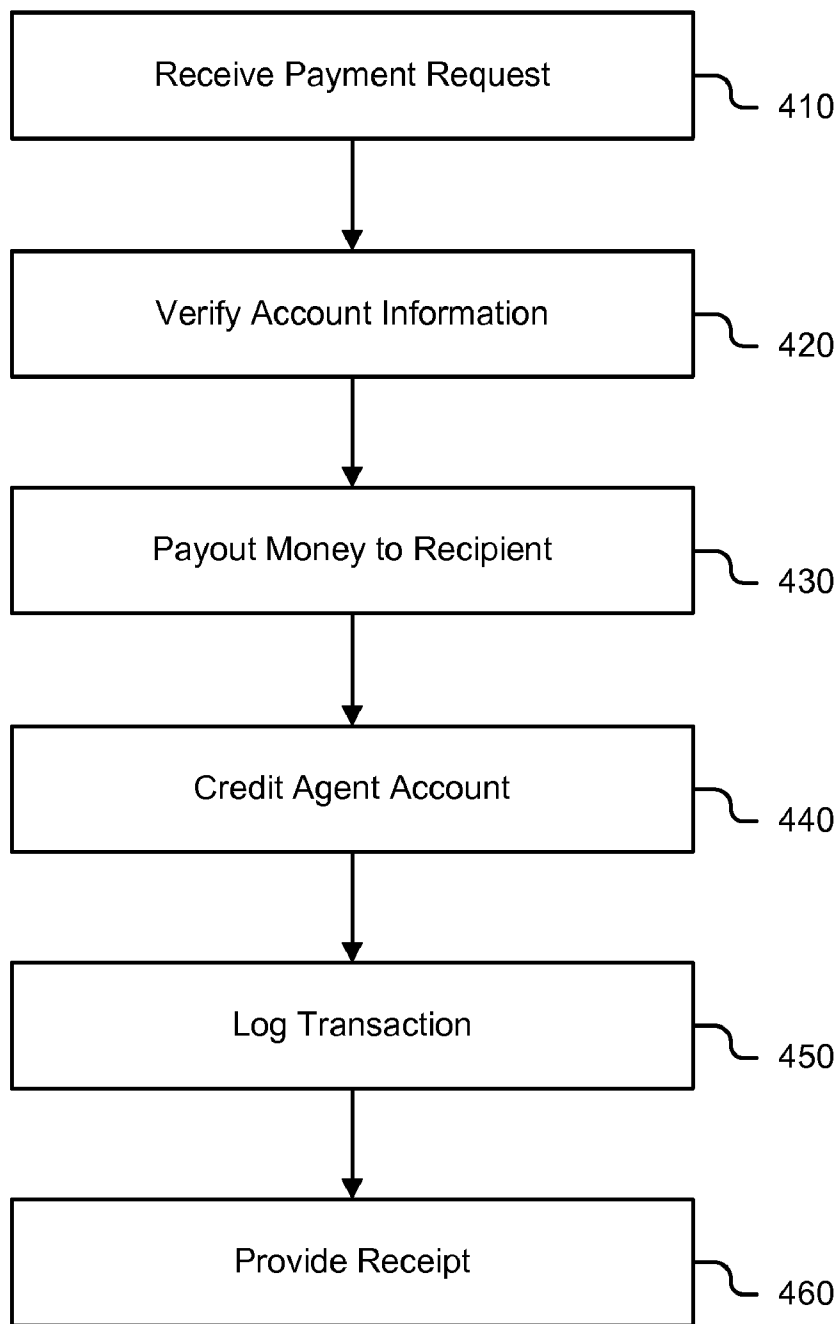 Receive Payment Request
410
Verify Account Information
420
Payout Money to Recipient
430
Credit Agent Account
440
Log Transaction
450
Provide Receipt
460